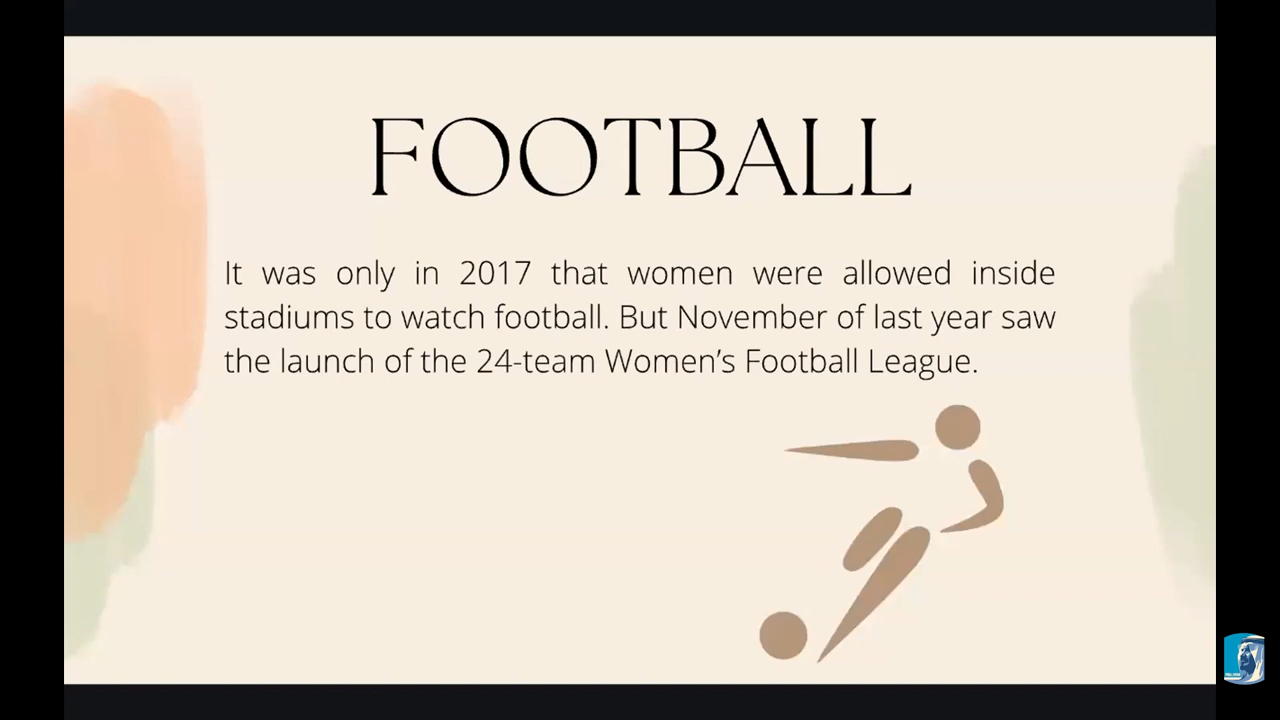 FOOTBALL
It was only in 2017 that women were allowed inside
stadiums to watch football. But November of last year saw
the launch of the 24-team Women’s Football League.